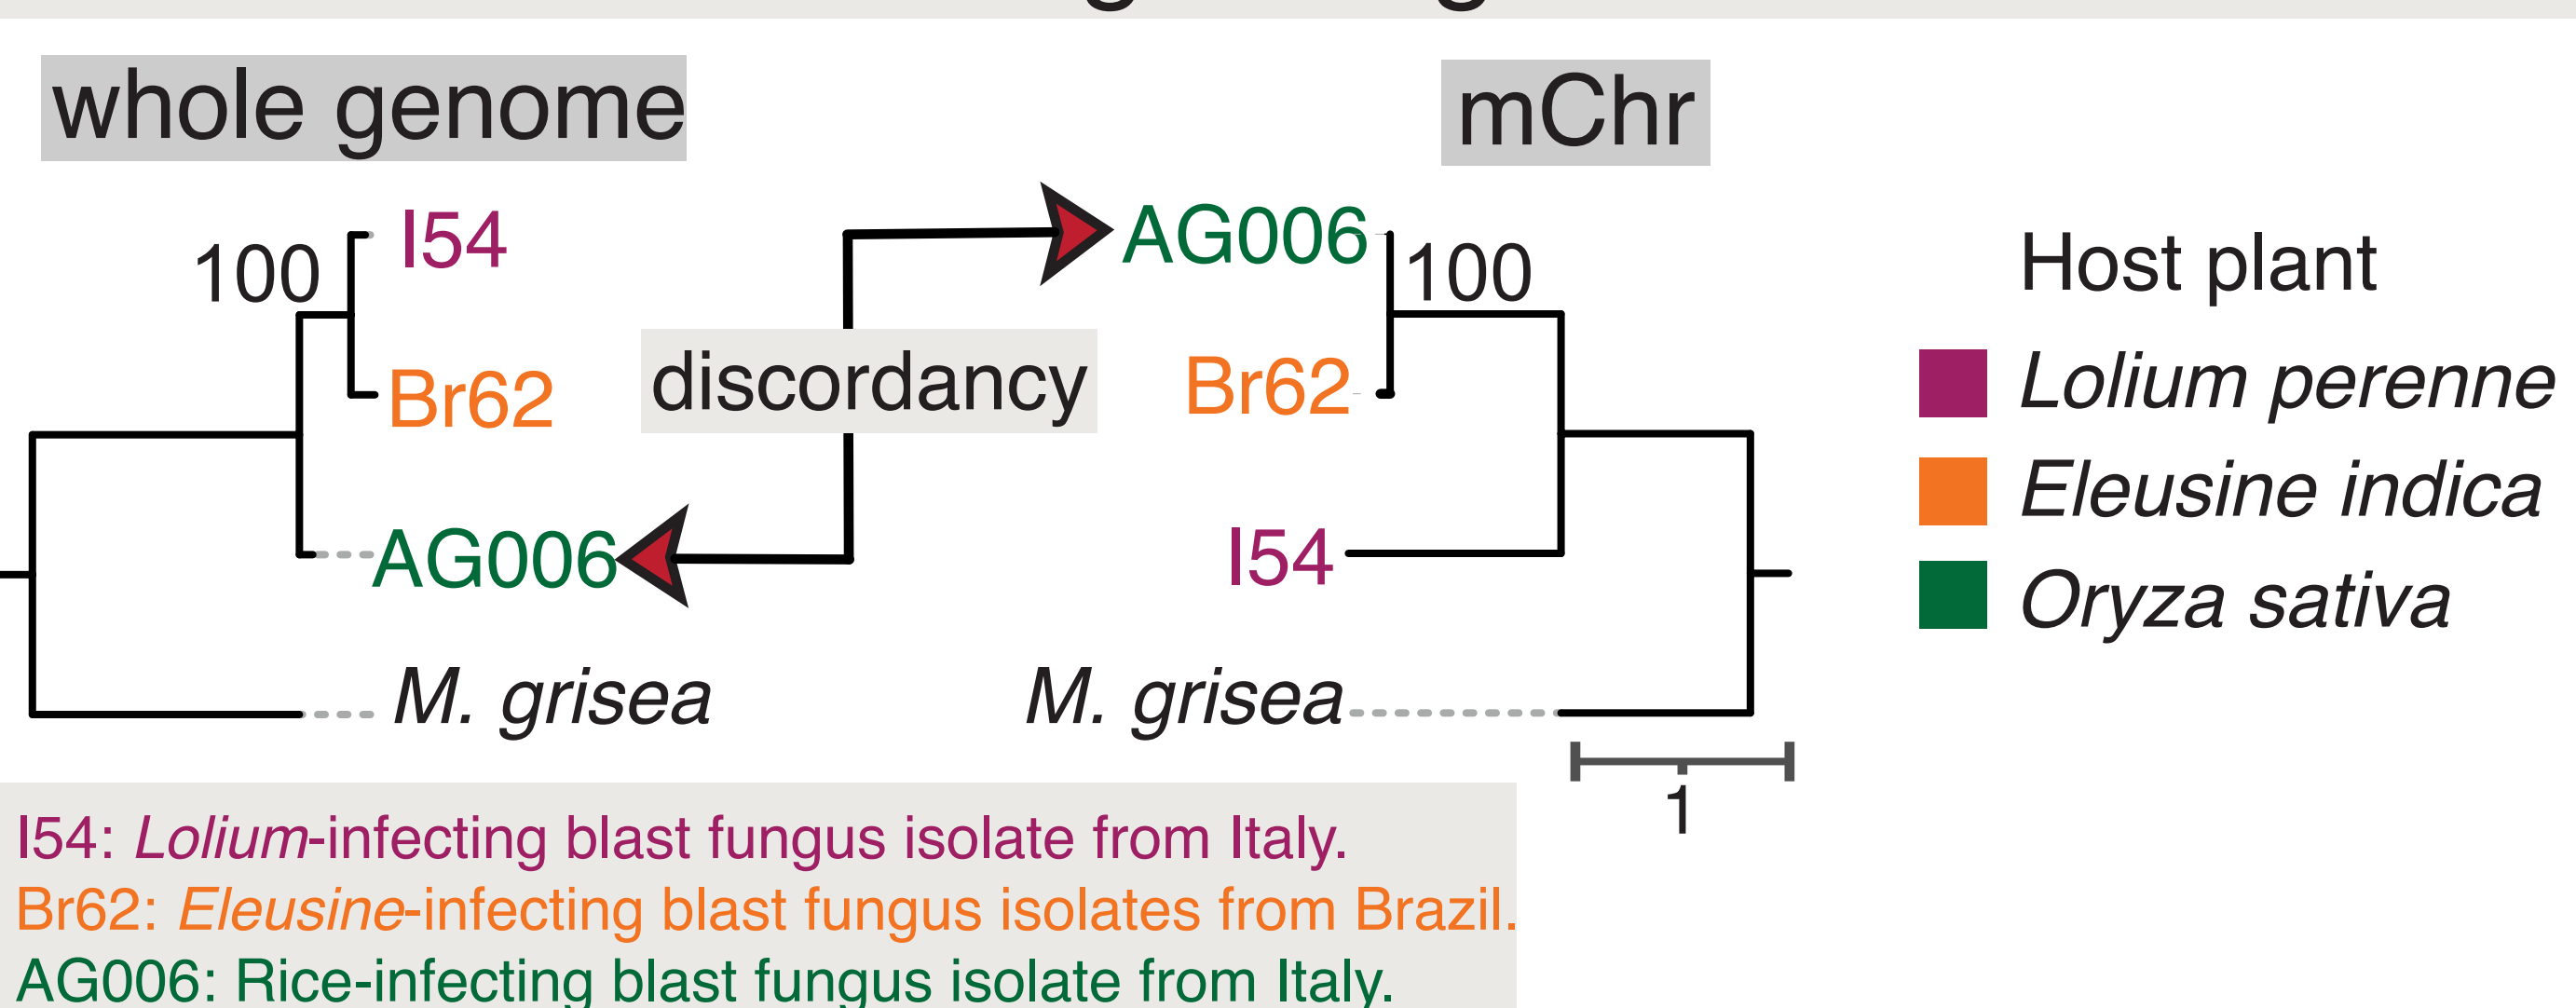 whole genome
mChr
I54
100
Br62
AG006
M. grisea
discordancy
AG006
100
Br62
I54
M. grisea
1
Host plant
Lolium perenne
Eleusine indica
Oryza sativa
I54: Lolium-infecting blast fungus isolate from Italy.
Br62: Eleusine-infecting blast fungus isolates from Brazil.
AG006: Rice-infecting blast fungus isolate from Italy.